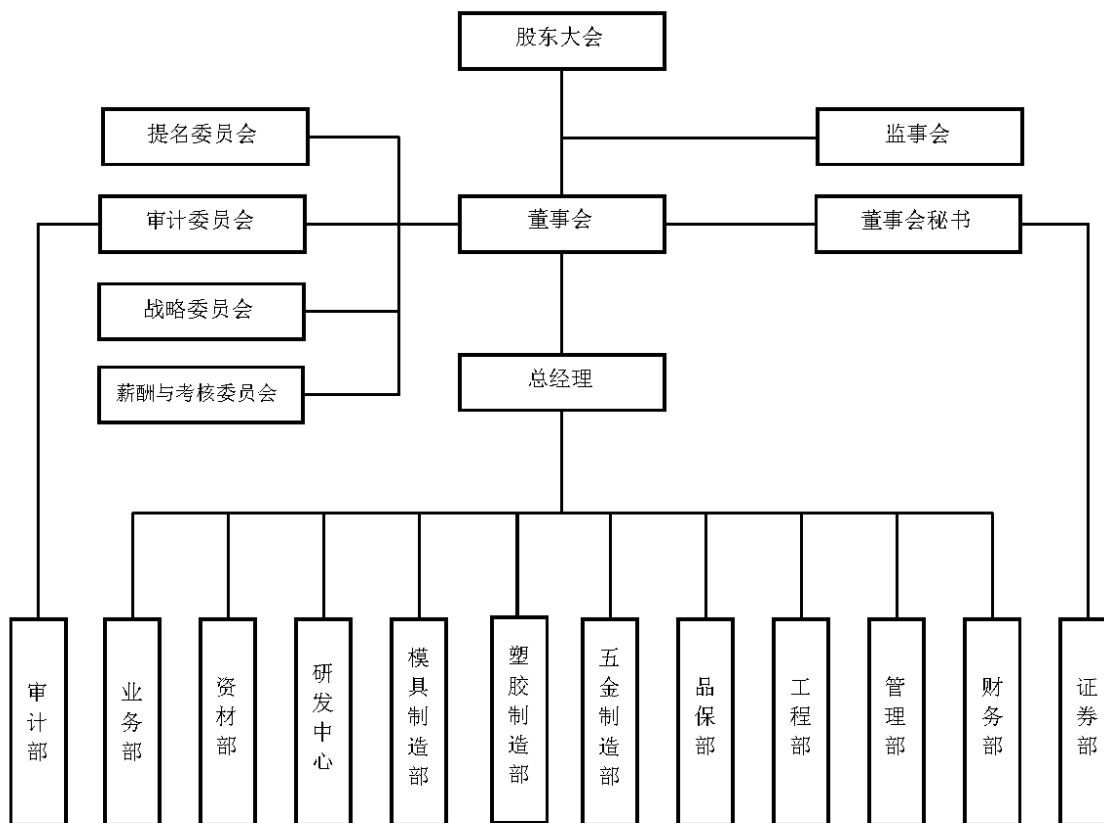 股东大会
提名委员会
监事会
审计委员会
董事会
董事会秘书
战略委员会
总经理
薪酬与考核委员会
审计部
业务部
资材部
研发中心
模具制造部
塑胶制造部
五金制造部
品保部
工程部
管理部
财务部
证券部